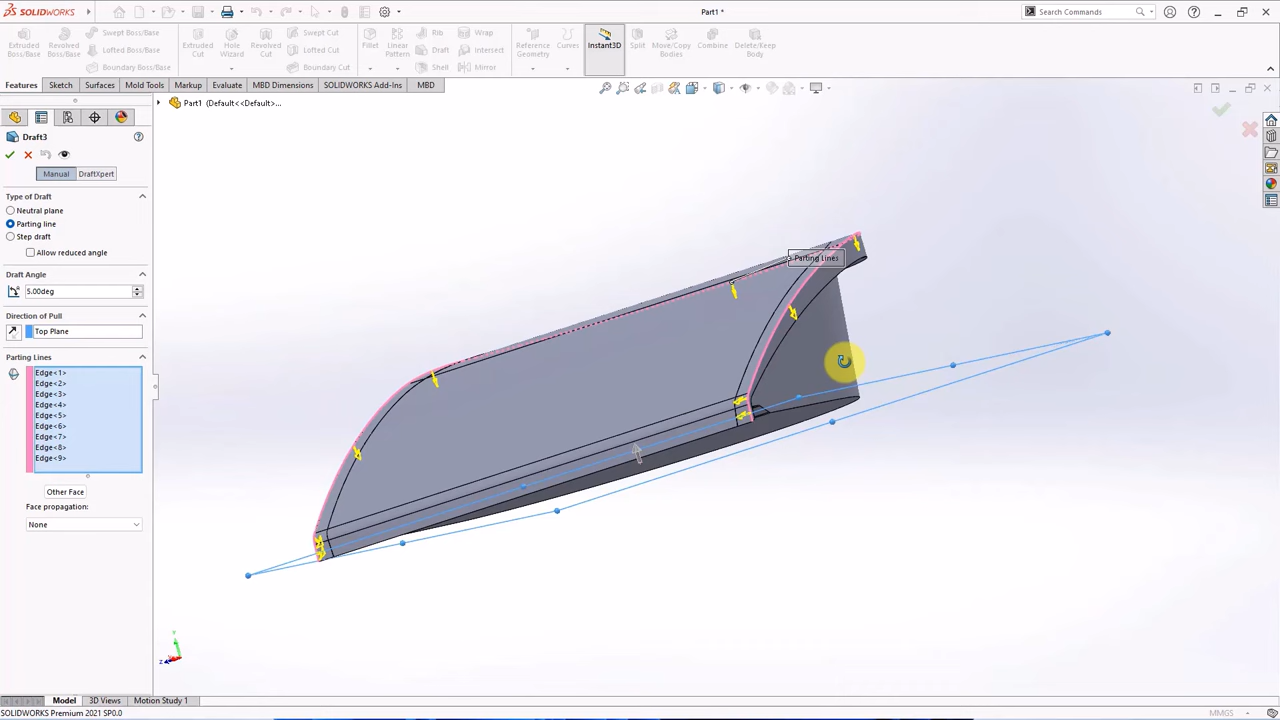 SOLIDWORKS
Part1 *
Search Commands
Extruded Boss/Base
Revolved Boss/Base
Swept Boss/Base
Lofted Boss/Base
Boundary Boss/Base
Extruded Cut
Hole Wizard
Revolved Cut
Swept Cut
Lofted Cut
Boundary Cut
Fillet
Linear Pattern
Rib
Draft
Shell
Wrap
Intersect
Mirror
Reference Geometry
Curves
Instant3D
Split
Move/Copy Bodies
Combine
Delete/Keep Body
Features
Sketch
Surfaces
Mold Tools
Markup
Evaluate
MBD Dimensions
SOLIDWORKS Add-Ins
MBD
Part1 (Default<<Default>...
Draft3
Manual
DraftXpert
Type of Draft
Neutral plane
Parting line
Step draft
Allow reduced angle
Draft Angle
5.00deg
Direction of Pull
Top Plane
Parting Lines
Edge<1>
Edge<2>
Edge<3>
Edge<4>
Edge<5>
Edge<6>
Edge<7>
Edge<8>
Edge<9>
Other Face
Face propagation:
None
Parting Lines
Y
Z
Model
3D Views
Motion Study 1
SOLIDWORKS Premium 2021 SP0.0
MMGS